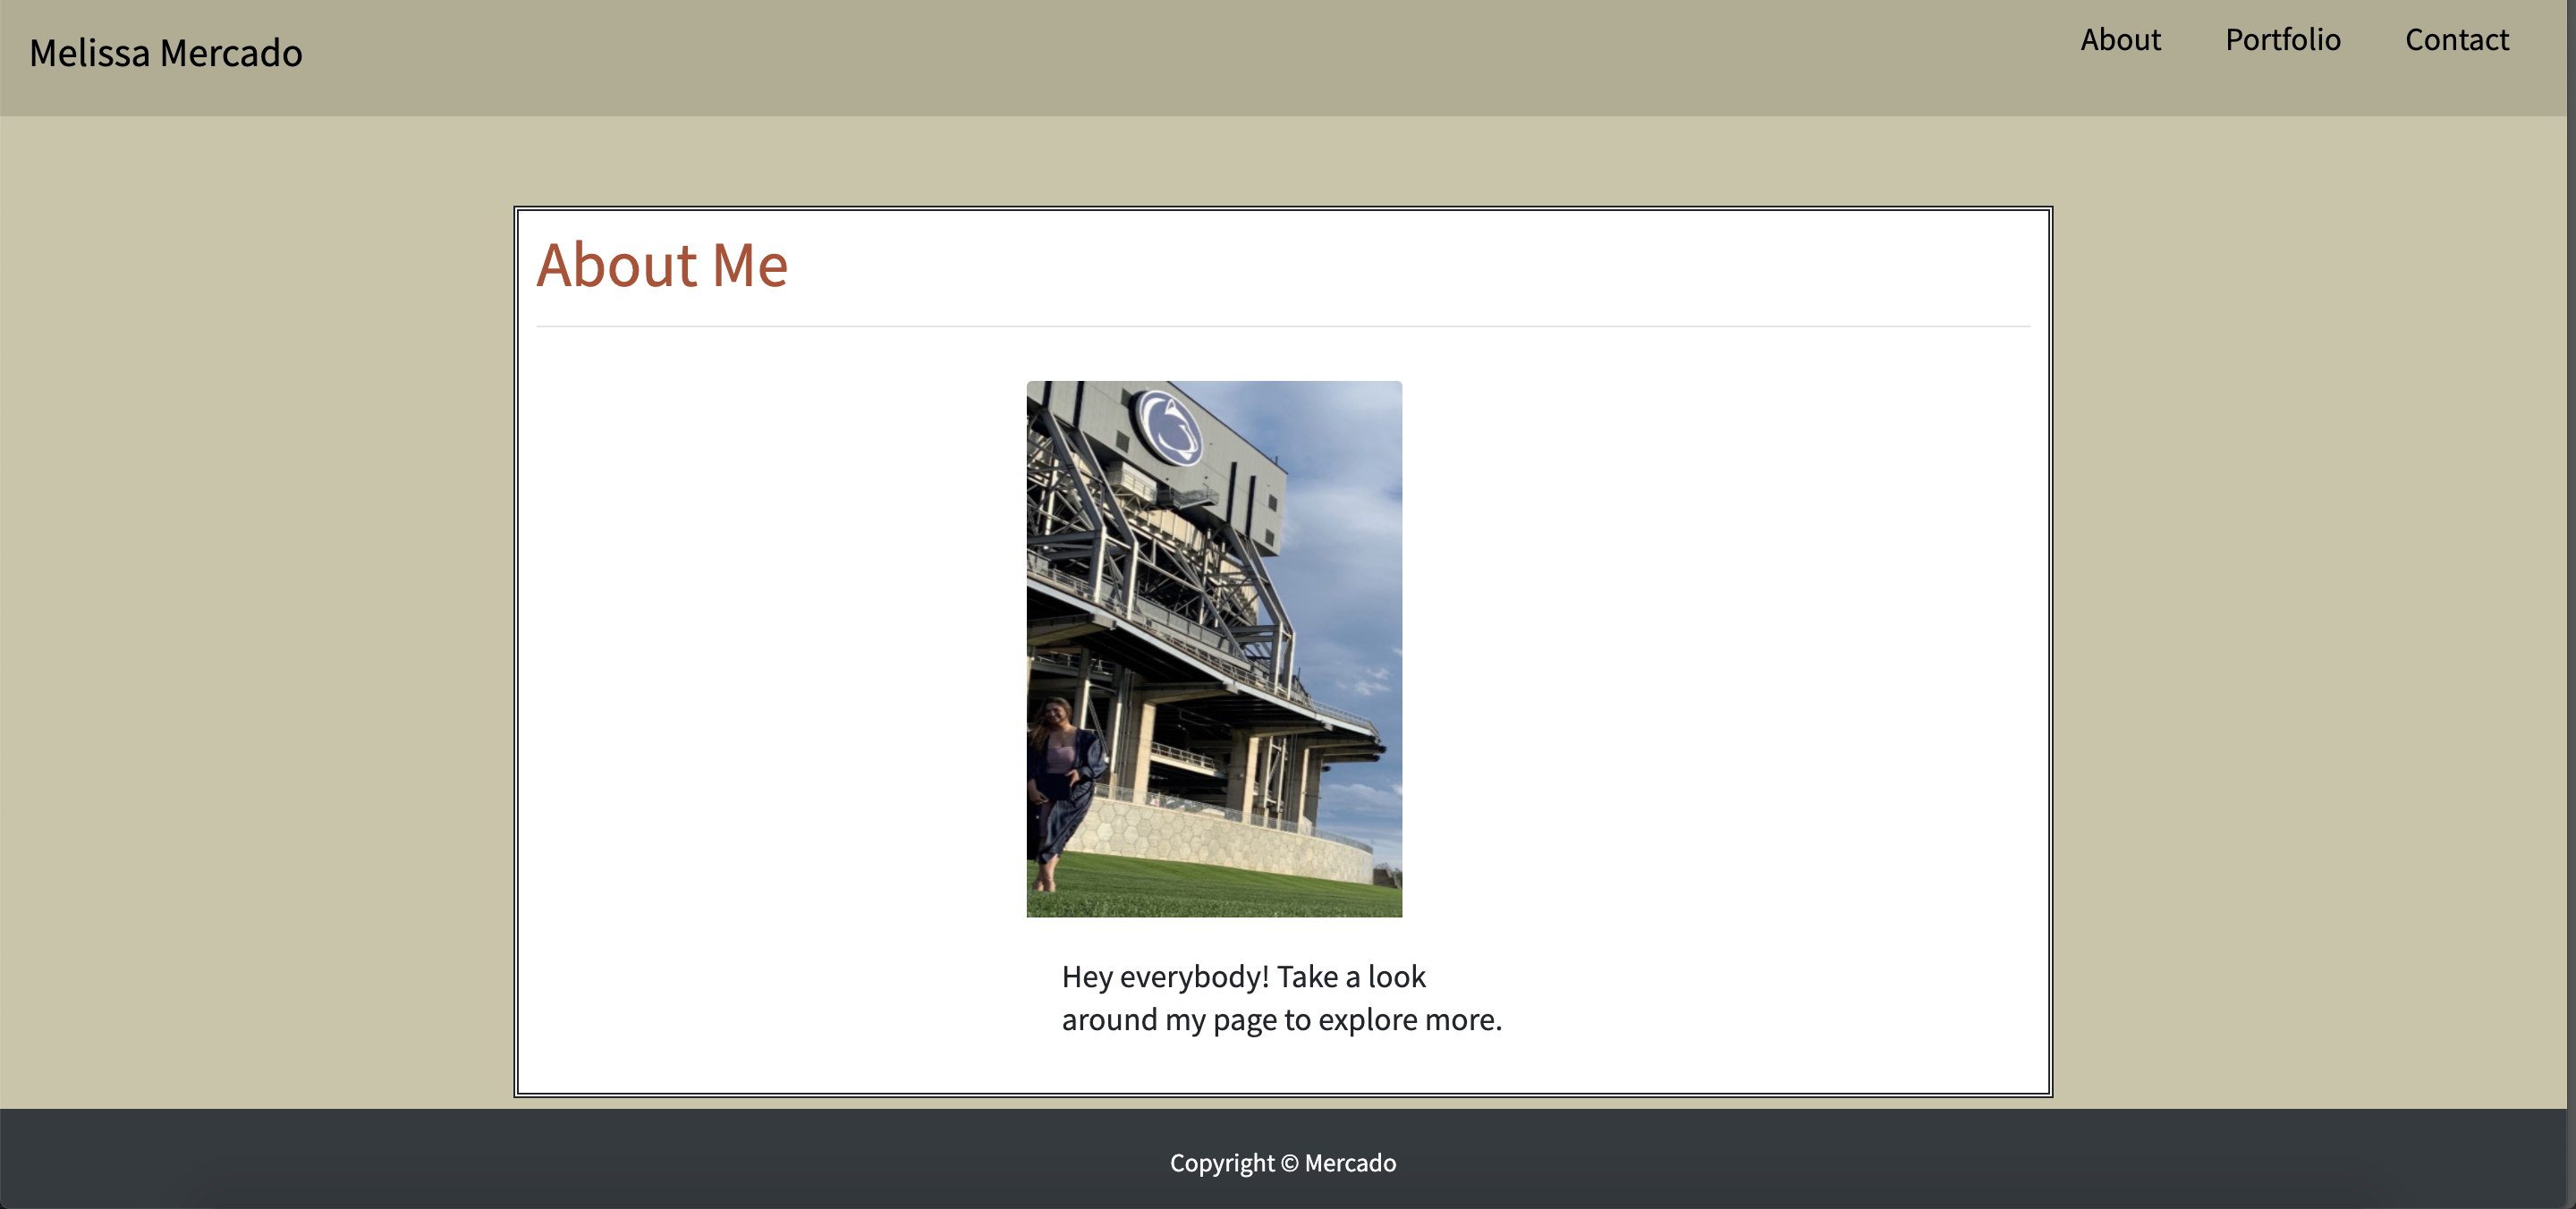 Melissa Mercado
About
Portfolio
Contact
About Me
Hey everybody! Take a look
around my page to explore more.
Copyright © Mercado